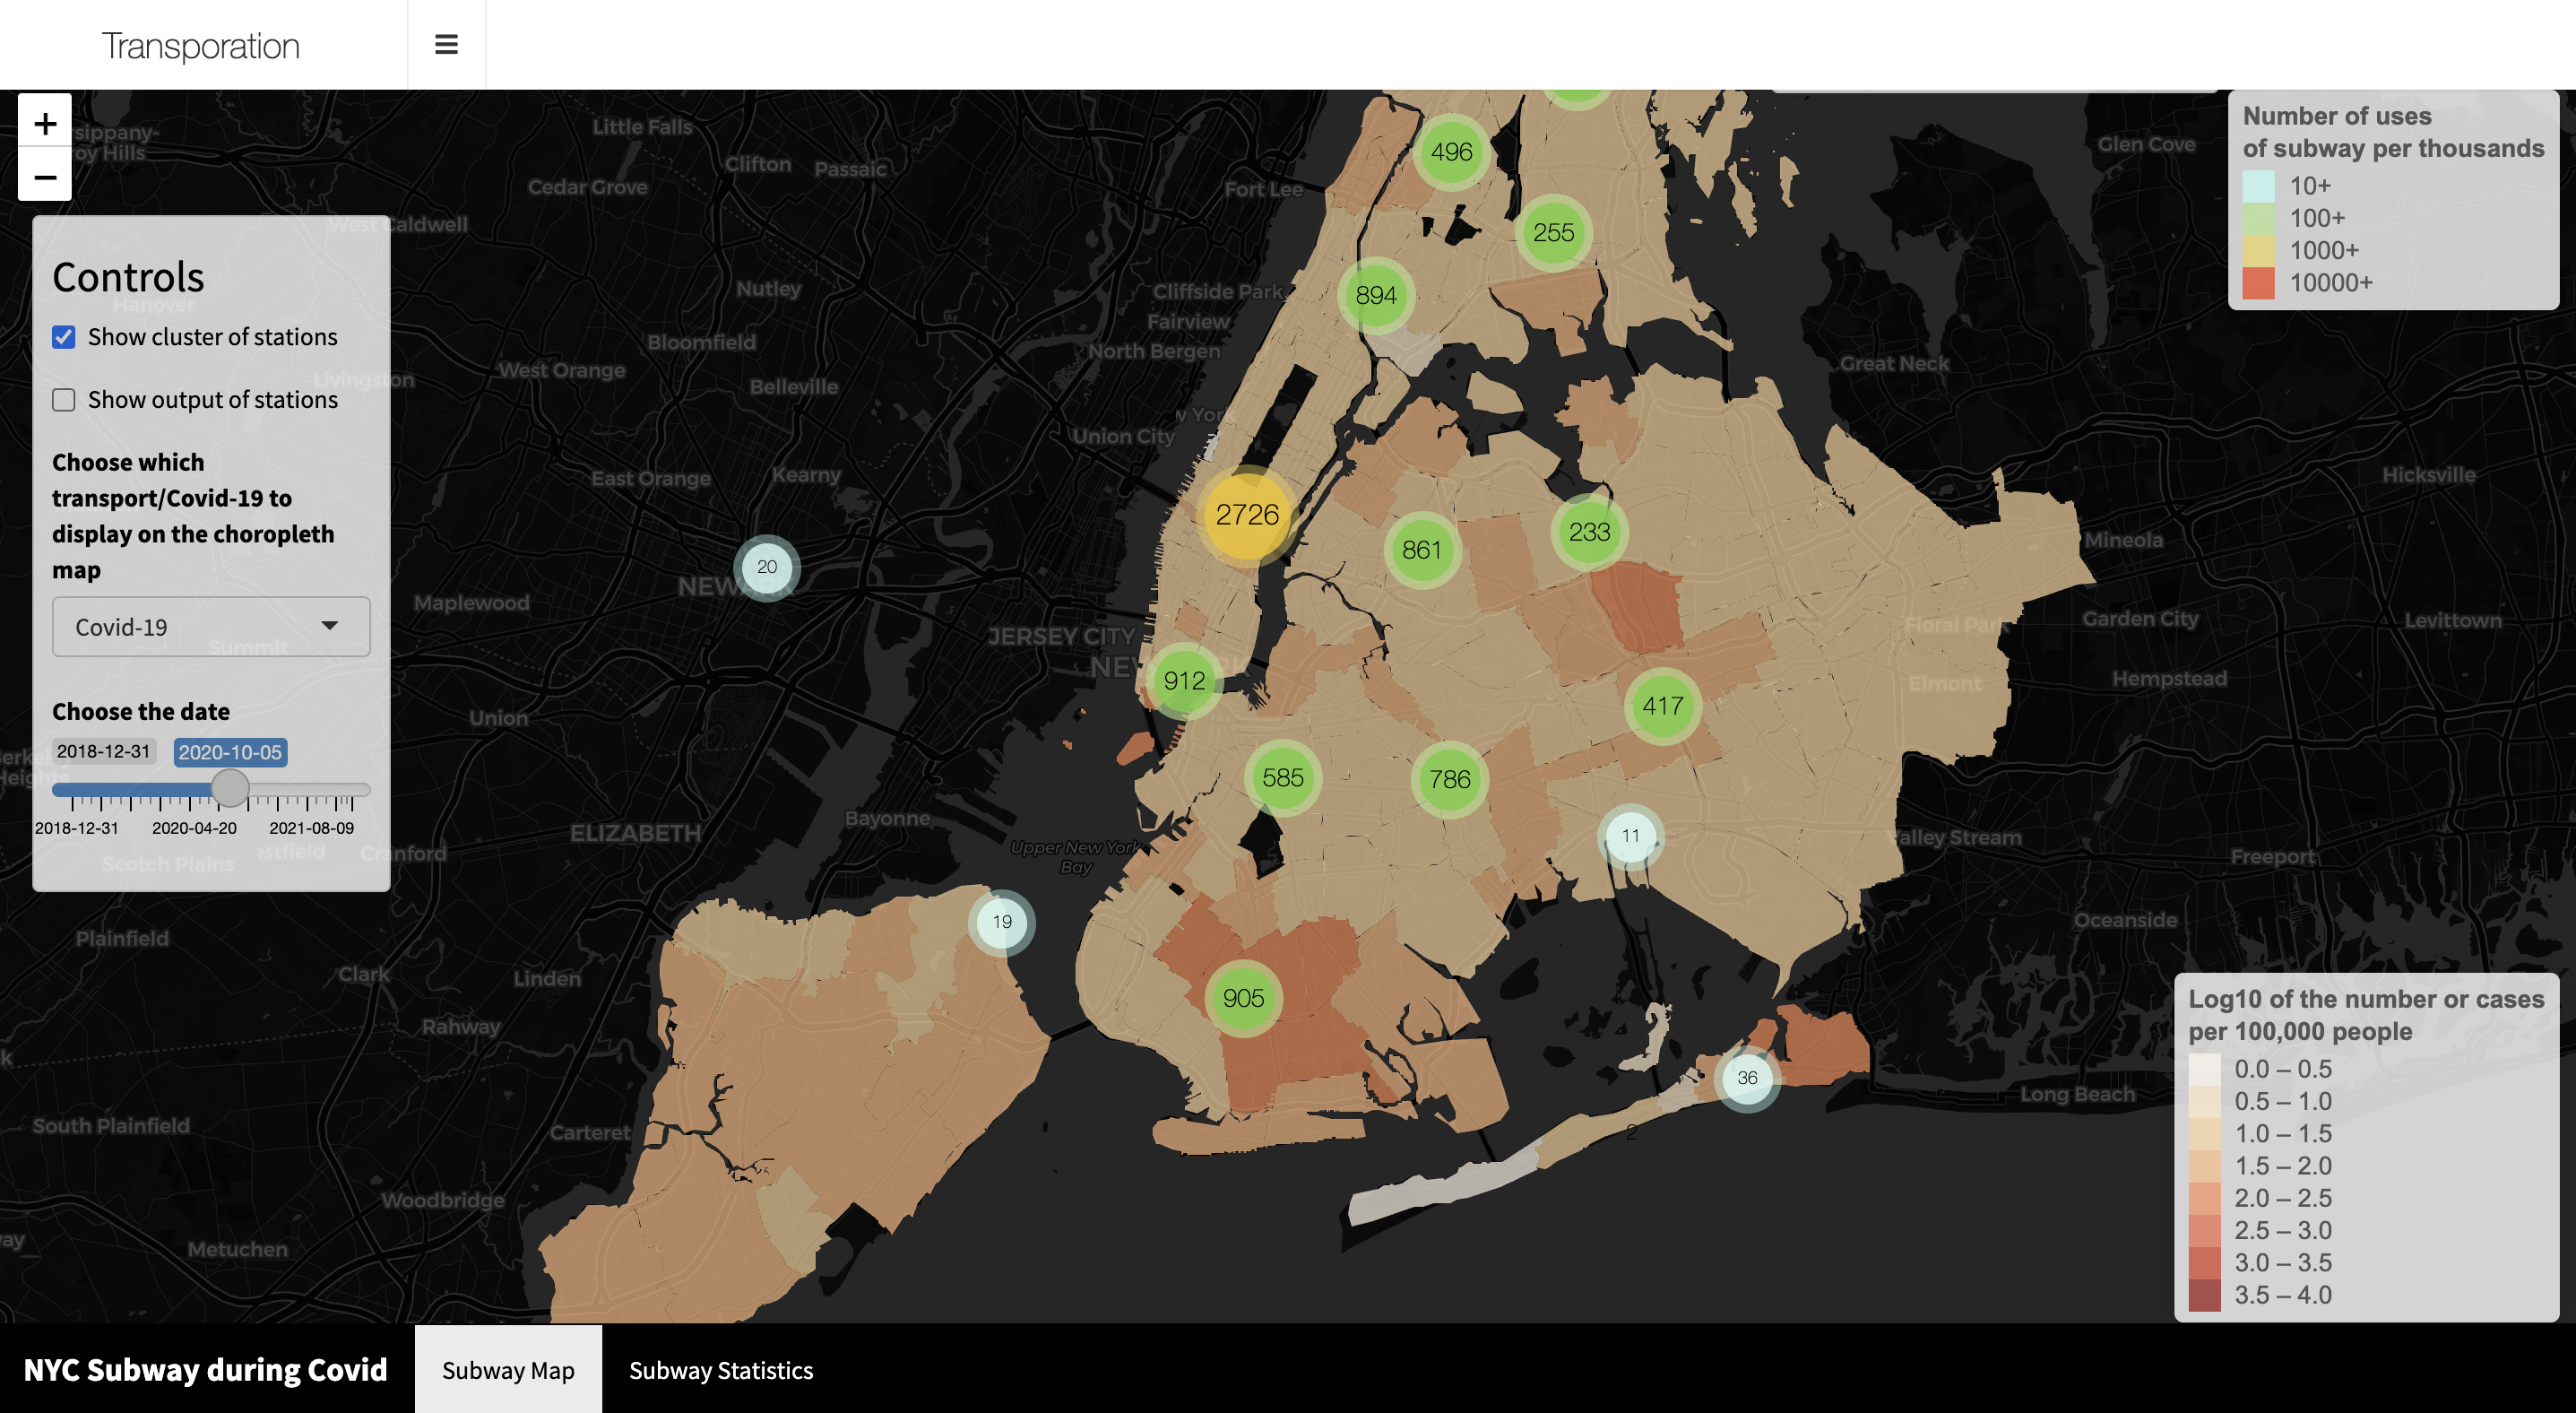 Transporation
+
−
Controls
Show cluster of stations
Show output of stations
Choose which
transport/Covid-19 to
display on the choropleth
map
Covid-19
Choose the date
2018-12-31
2020-10-05
2018-12-31
2020-04-20
2021-08-09
Number of uses
of subway per thousands
10+
100+
1000+
10000+
Log10 of the number or cases
per 100,000 people
0.0 – 0.5
0.5 – 1.0
1.0 – 1.5
1.5 – 2.0
2.0 – 2.5
2.5 – 3.0
3.0 – 3.5
3.5 – 4.0
496
255
894
2726
861
233
20
912
417
585
786
11
19
905
36
2
Little Falls
Clifton
Passaic
Cedar Grove
Fort Lee
Glen Cove
West Caldwell
Hanover
Nutley
Cliffside Park
Fairview
North Bergen
Bloomfield
West Orange
Livingston
Belleville
Great Neck
Union City
East Orange
Kearny
Hicksville
Mineola
Maplewood
Summit
JERSEY CITY
Floral Park
Garden City
Levittown
Elmont
Hempstead
Union
Bayonne
ELIZABETH
Upper New York
Bay
Valley Stream
Freeport
Scotch Plains
Cranford
Oceanside
Plainfield
Clark
Linden
Rahway
Long Beach
South Plainfield
Carteret
Woodbridge
Metuchen
NYC Subway during Covid
Subway Map
Subway Statistics